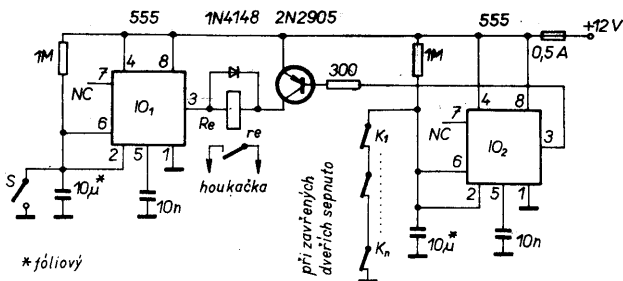 555 1N4148 2N2905 555 +12V
0,5A
1M 4 8 300 1M 4 8
7 NC IO₁ 3 7 NC IO₂ 3
6 Re re K₁ 6
2 5 1 2 5 1
S houkačka
10μ* 10n Kₙ 10μ* 10n
při zavřených
dveřích sepnuto
*fóliový